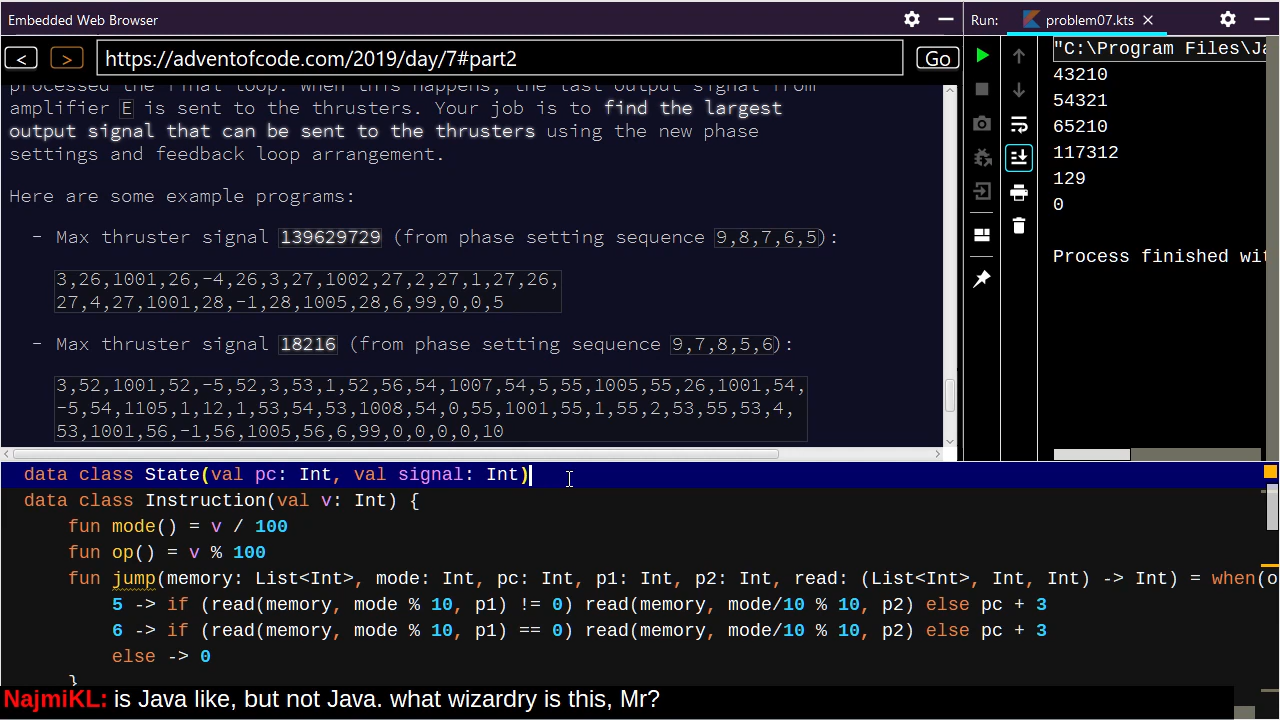 Embedded Web Browser
Run: problem07.kts
< > https://adventofcode.com/2019/day/7#part2 Go
processed the final loop. When this happens, the last output signal from
amplifier E is sent to the thrusters. Your job is to find the largest
output signal that can be sent to the thrusters using the new phase
settings and feedback loop arrangement.
Here are some example programs:
- Max thruster signal 139629729 (from phase setting sequence 9,8,7,6,5):
3,26,1001,26,-4,26,3,27,1002,27,2,27,1,27,26,
27,4,27,1001,28,-1,28,1005,28,6,99,0,0,5
- Max thruster signal 18216 (from phase setting sequence 9,7,8,5,6):
3,52,1001,52,-5,52,3,53,1,52,56,54,1007,54,5,55,1005,55,26,1001,54,
-5,54,1105,1,12,1,53,54,53,1008,54,0,55,1001,55,1,55,2,53,55,53,4,
53,1001,56,-1,56,1005,56,6,99,0,0,0,0,10
"C:\Program Files\Ja
43210
54321
65210
117312
129
0
Process finished wit
data class State(val pc: Int, val signal: Int)
data class Instruction(val v: Int) {
fun mode() = v / 100
fun op() = v % 100
fun jump(memory: List<Int>, mode: Int, pc: Int, p1: Int, p2: Int, read: (List<Int>, Int, Int) -> Int) = when(o
5 -> if (read(memory, mode % 10, p1) != 0) read(memory, mode/10 % 10, p2) else pc + 3
6 -> if (read(memory, mode % 10, p1) == 0) read(memory, mode/10 % 10, p2) else pc + 3
else -> 0
}
NajmiKL: is Java like, but not Java. what wizardry is this, Mr?